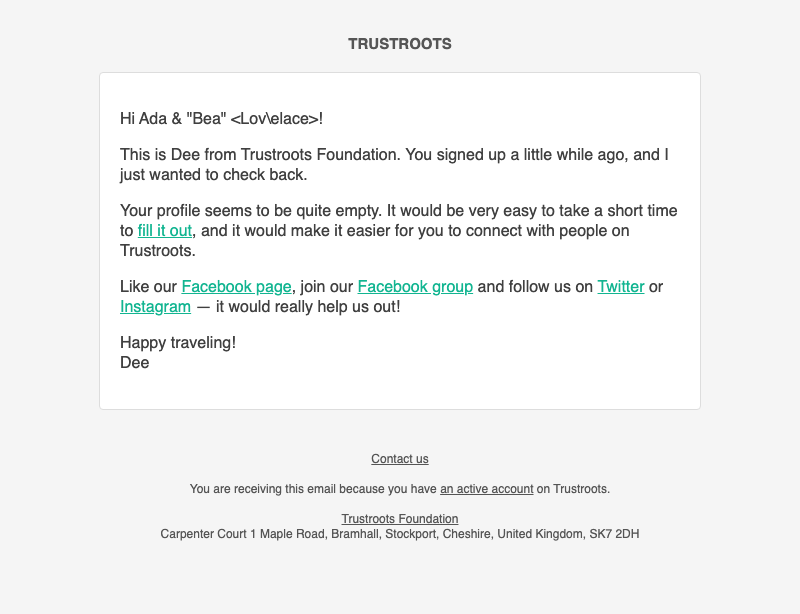 TRUSTROOTS
Hi Ada & "Bea" <Lov\elace>!
This is Dee from Trustroots Foundation. You signed up a little while ago, and I
just wanted to check back.
Your profile seems to be quite empty. It would be very easy to take a short time
to fill it out, and it would make it easier for you to connect with people on
Trustroots.
Like our Facebook page, join our Facebook group and follow us on Twitter or
Instagram — it would really help us out!
Happy traveling!
Dee
Contact us
You are receiving this email because you have an active account on Trustroots.
Trustroots Foundation
Carpenter Court 1 Maple Road, Bramhall, Stockport, Cheshire, United Kingdom, SK7 2DH